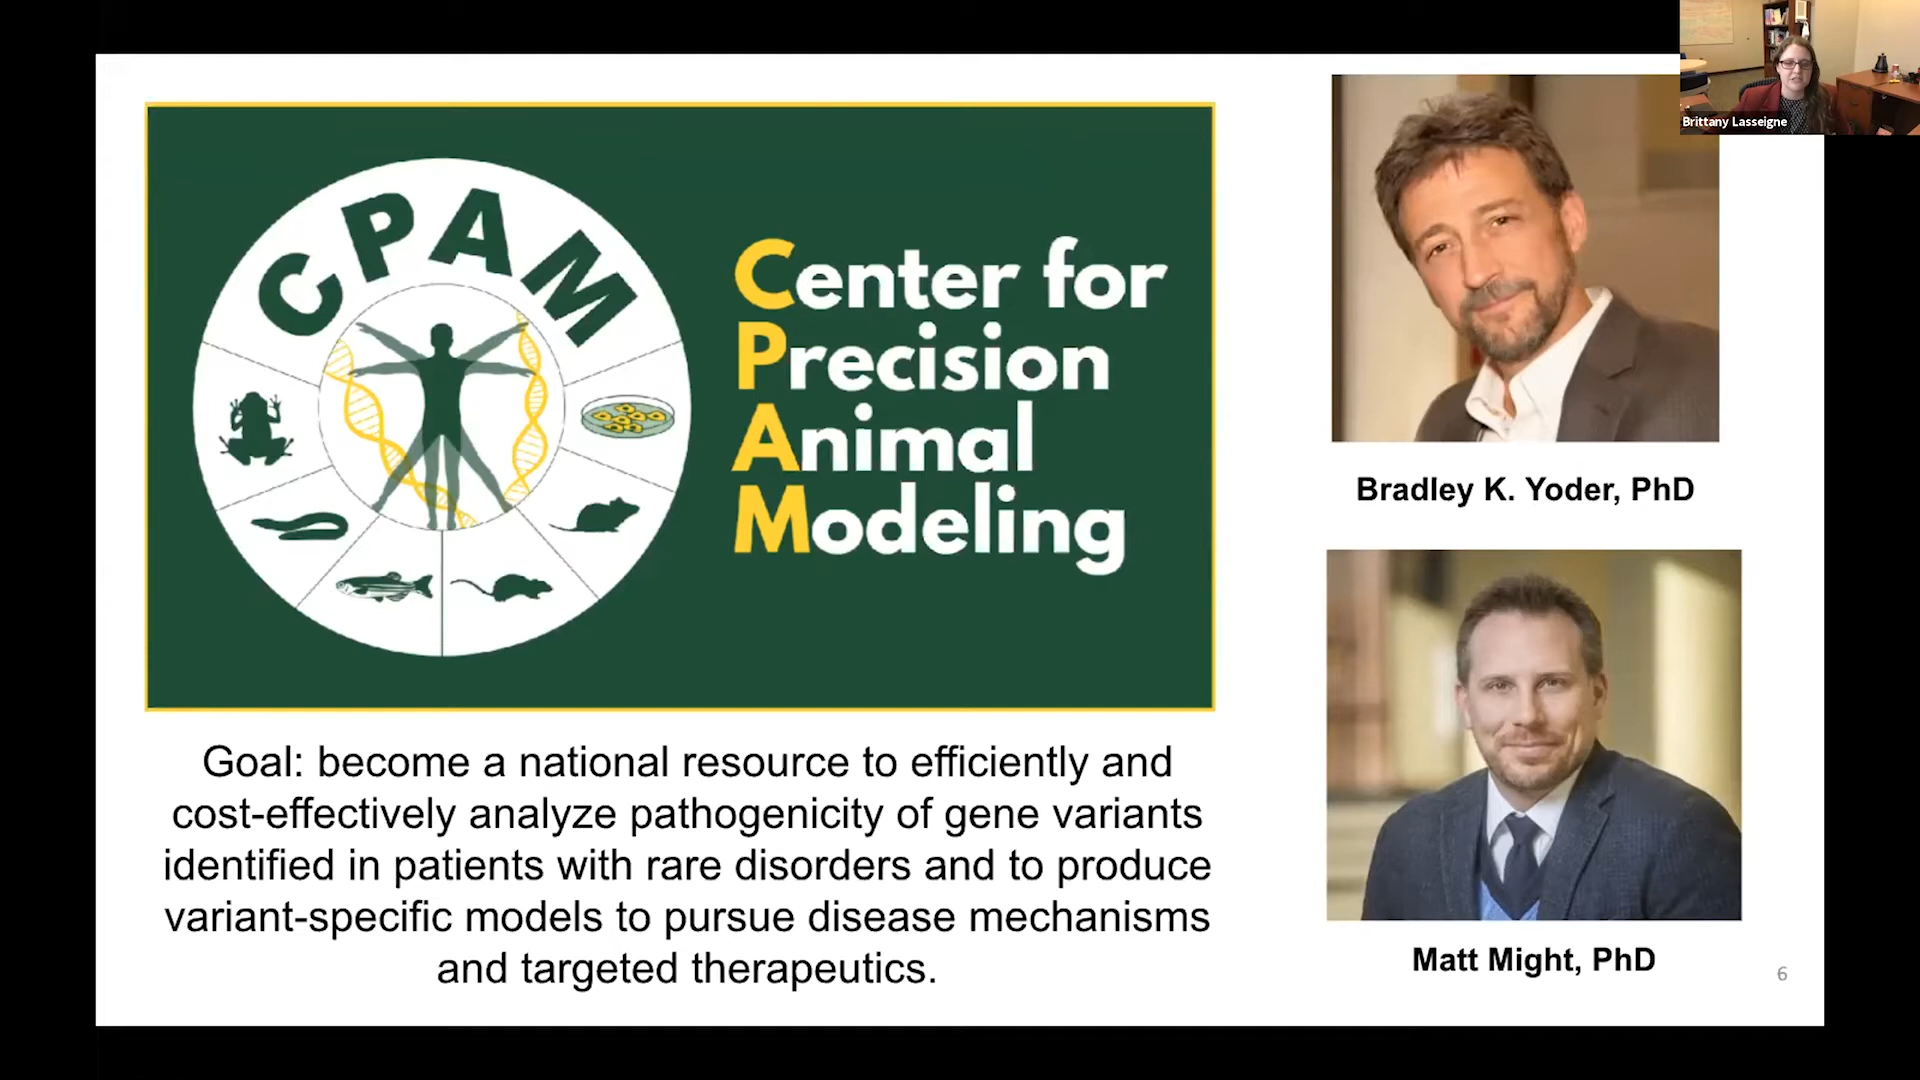 CPAM
Center for
Precision
Animal
Modeling
Goal: become a national resource to efficiently and
cost-effectively analyze pathogenicity of gene variants
identified in patients with rare disorders and to produce
variant-specific models to pursue disease mechanisms
and targeted therapeutics.
Brittany Lasseigne
Bradley K. Yoder, PhD
Matt Might, PhD
6